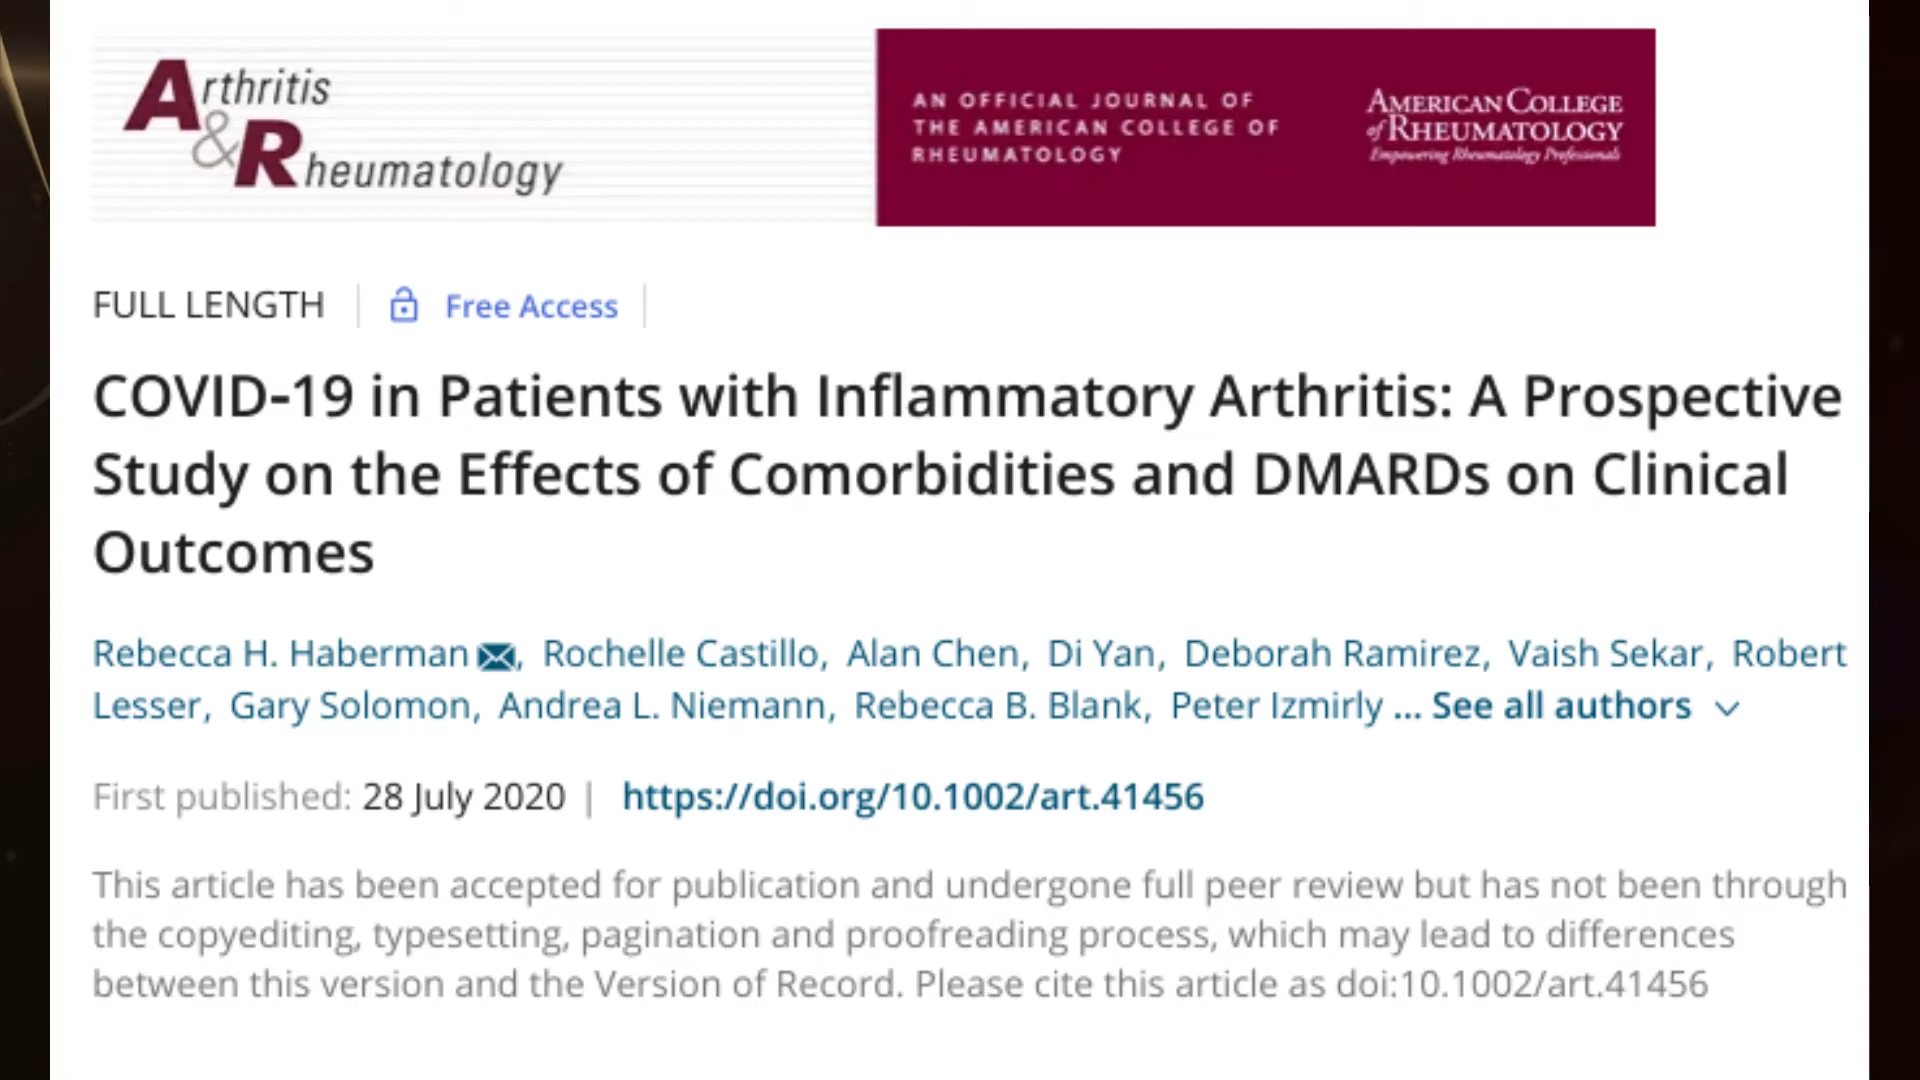 Arthritis
& Rheumatology
AN OFFICIAL JOURNAL OF
THE AMERICAN COLLEGE OF
RHEUMATOLOGY
AMERICAN COLLEGE
of RHEUMATOLOGY
Empowering Rheumatology Professionals
FULL LENGTH
Free Access
COVID-19 in Patients with Inflammatory Arthritis: A Prospective
Study on the Effects of Comorbidities and DMARDs on Clinical
Outcomes
Rebecca H. Haberman, Rochelle Castillo, Alan Chen, Di Yan, Deborah Ramirez, Vaish Sekar, Robert
Lesser, Gary Solomon, Andrea L. Niemann, Rebecca B. Blank, Peter Izmirly ... See all authors
First published: 28 July 2020 | https://doi.org/10.1002/art.41456
This article has been accepted for publication and undergone full peer review but has not been through
the copyediting, typesetting, pagination and proofreading process, which may lead to differences
between this version and the Version of Record. Please cite this article as doi:10.1002/art.41456